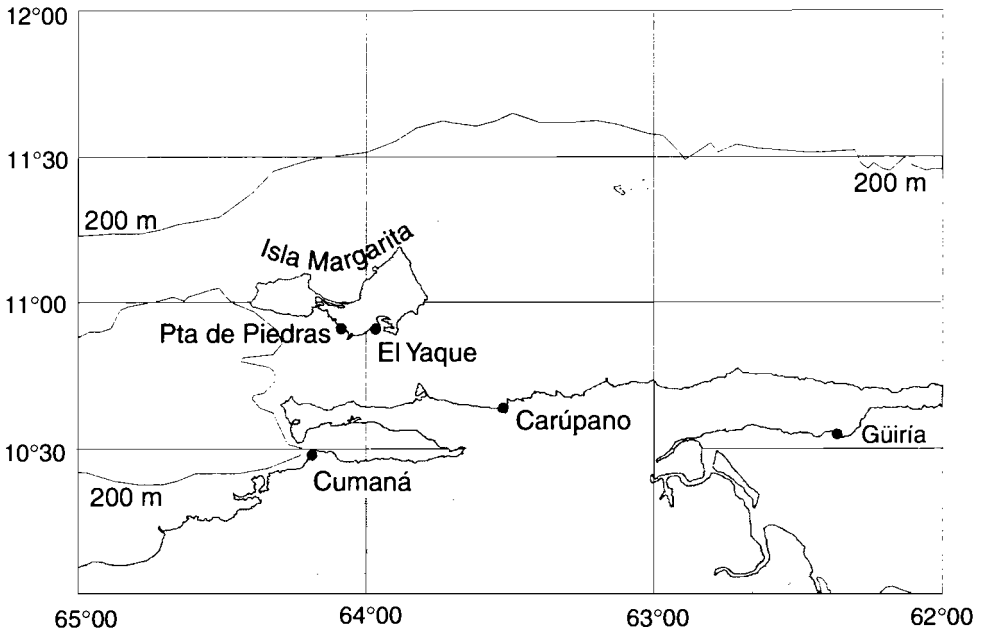 12°00
11°30
200 m
200 m
Isla Margarita
11°00
Pta de Piedras
El Yaque
Carúpano
Güiría
10°30
Cumaná
200 m
65°00
64°00
63°00
62°00